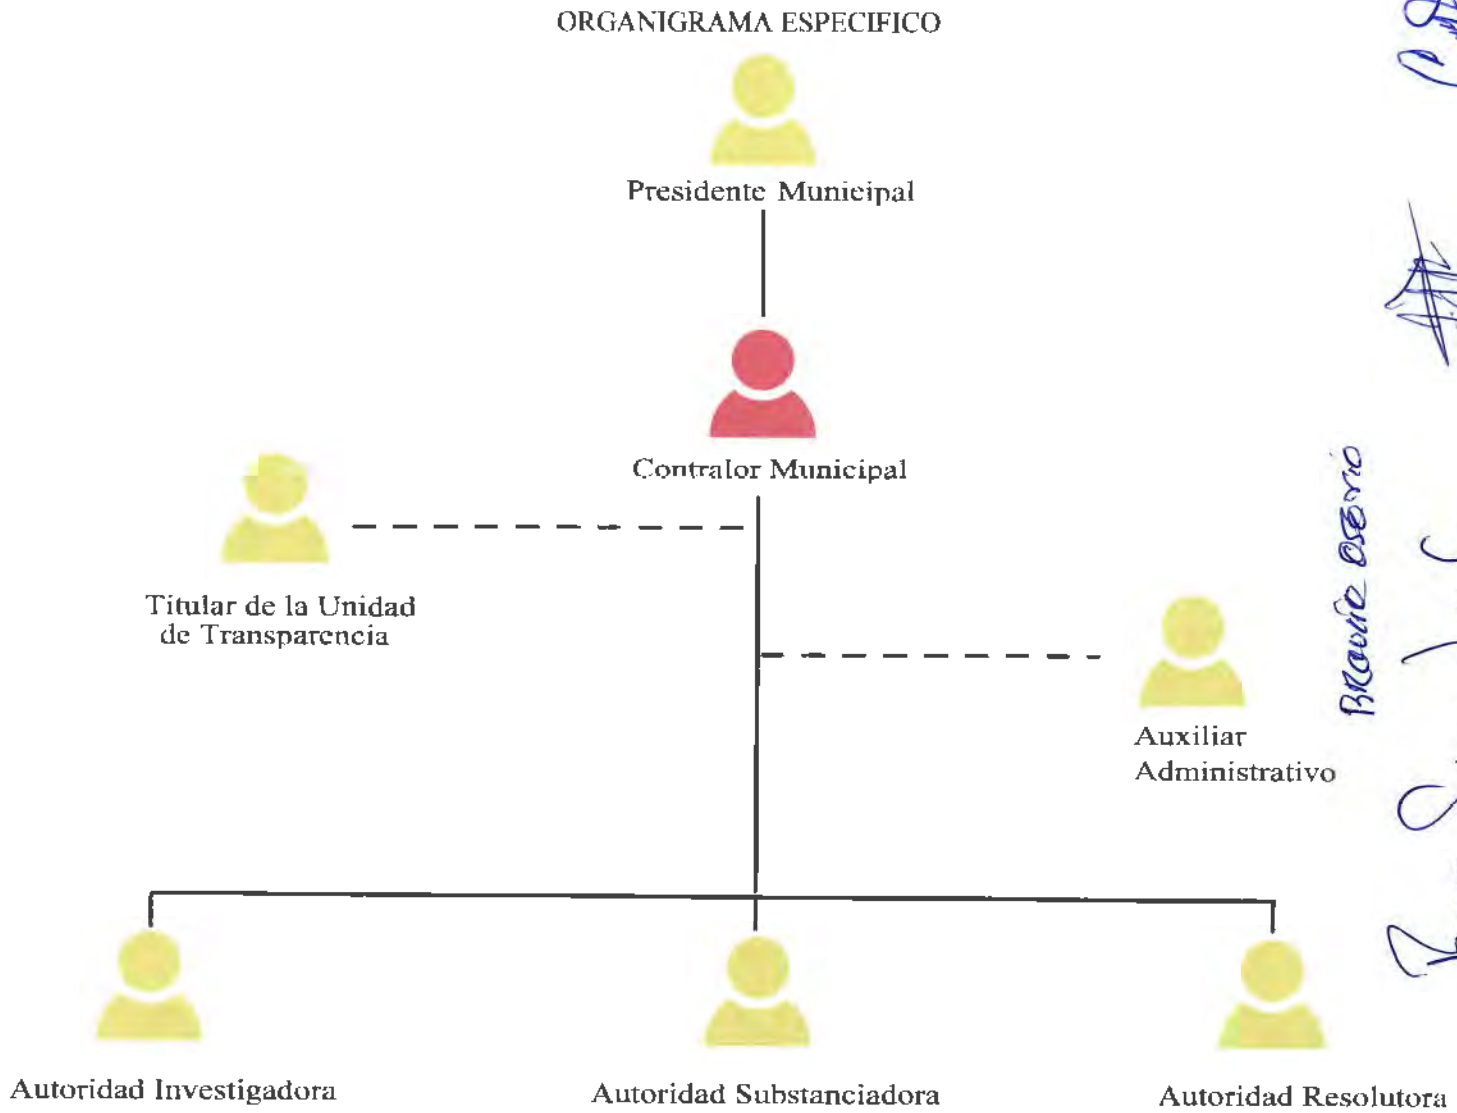 ORGANIGRAMA ESPECIFICO
Presidente Municipal
Contralor Municipal
Titular de la Unidad
de Transparencia
Auxiliar
Administrativo
Autoridad Investigadora
Autoridad Substanciadora
Autoridad Resolutora